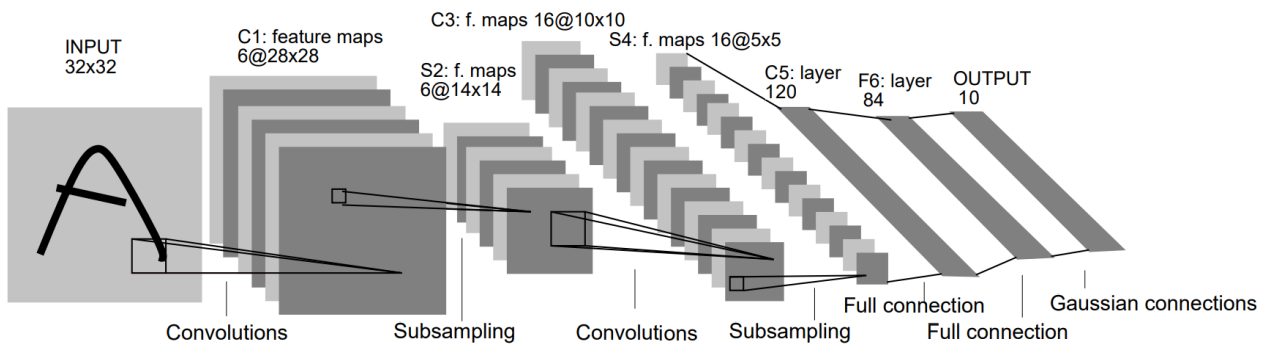 INPUT
32x32
C1: feature maps
6@28x28
S2: f. maps
6@14x14
C3: f. maps 16@10x10
S4: f. maps 16@5x5
C5: layer
120
F6: layer
84
OUTPUT
10
Convolutions
Subsampling
Convolutions
Subsampling
Full connection
Full connection
Gaussian connections